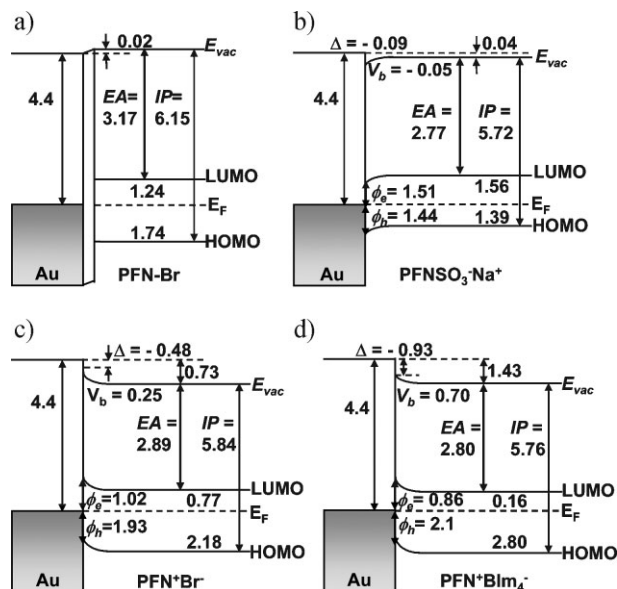 a)
0.02
E_vac
4.4
EA= IP=
3.17 6.15
LUMO
1.24
E_F
1.74
HOMO
Au
PFN-Br
b)
Δ = - 0.09
0.04
E_vac
V_b = - 0.05
4.4
EA = IP =
2.77 5.72
LUMO
ϕ_e = 1.51 1.56
E_F
ϕ_h = 1.44 1.39
HOMO
Au
PFNSO₃⁻Na⁺
c)
Δ = - 0.48
0.73
E_vac
V_b = 0.25
4.4
EA = IP =
2.89 5.84
LUMO
ϕ_e=1.02 0.77
E_F
ϕ_h=1.93
2.18
HOMO
Au
PFN⁺Br⁻
d)
Δ = -0.93
1.43
E_vac
V_b = 0.70
4.4
EA = IP =
2.80 5.76
LUMO
ϕ_e = 0.86 0.16
E_F
ϕ_h = 2.1
2.80
HOMO
Au
PFN⁺BIm₄⁻